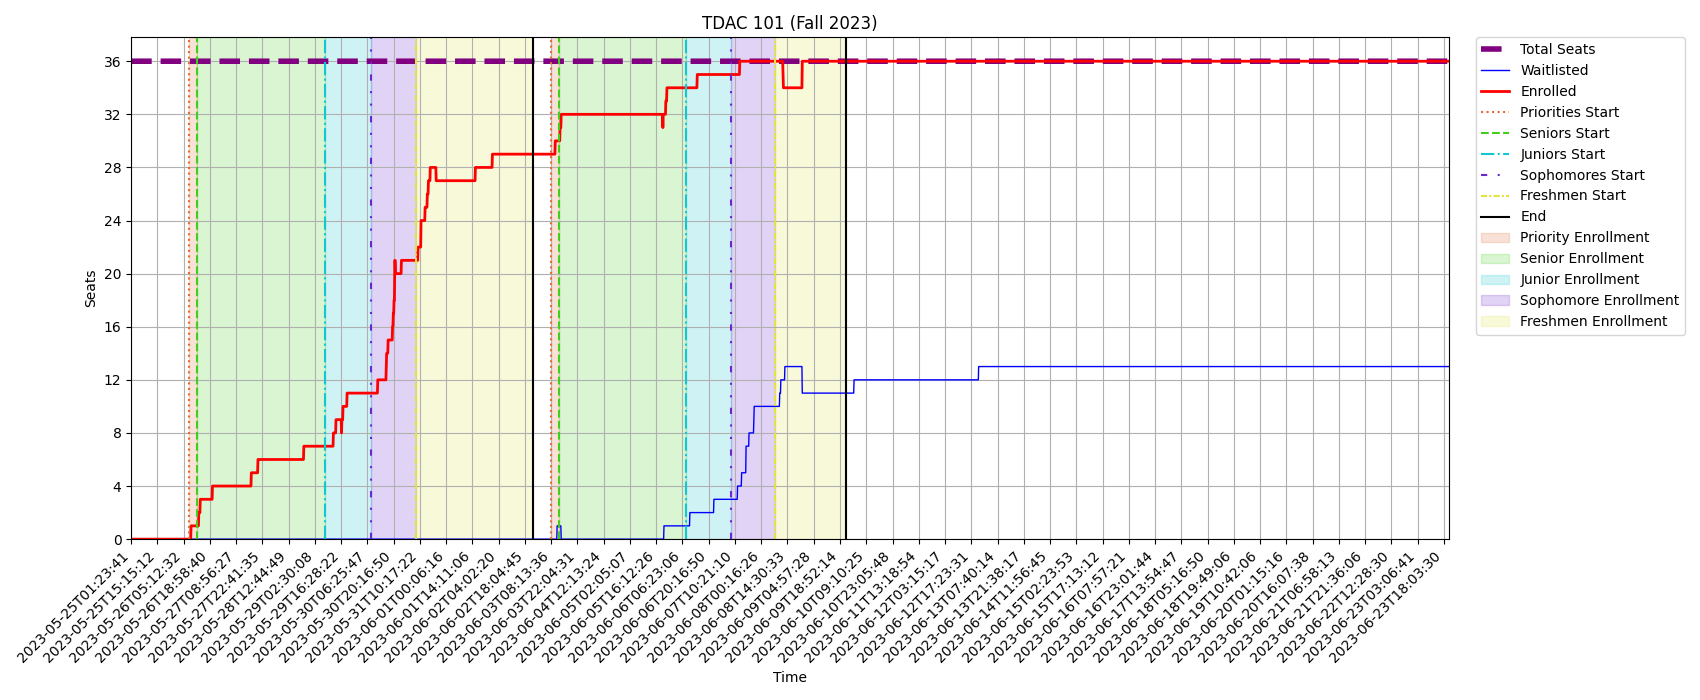 TDAC 101 (Fall 2023)
Seats
36
32
28
24
20
16
12
8
4
0
2023-05-25T01:23:41
2023-05-25T15:15:12
2023-05-26T05:12:32
2023-05-26T18:58:40
2023-05-27T08:56:27
2023-05-27T22:41:35
2023-05-28T12:44:49
2023-05-29T02:30:08
2023-05-29T16:28:22
2023-05-30T06:25:47
2023-05-30T20:16:50
2023-05-31T10:17:22
2023-06-01T00:06:16
2023-06-01T14:11:06
2023-06-02T04:02:20
2023-06-02T18:04:45
2023-06-03T08:13:36
2023-06-03T22:04:31
2023-06-04T12:13:24
2023-06-05T02:05:07
2023-06-05T16:12:26
2023-06-06T06:23:06
2023-06-06T20:16:50
2023-06-07T10:21:10
2023-06-08T00:16:26
2023-06-08T14:30:33
2023-06-09T04:57:28
2023-06-09T18:52:14
2023-06-10T09:10:25
2023-06-10T23:05:48
2023-06-11T13:18:54
2023-06-12T03:15:17
2023-06-12T17:23:31
2023-06-13T07:40:14
2023-06-13T21:38:17
2023-06-14T11:56:45
2023-06-15T02:23:53
2023-06-15T17:13:12
2023-06-16T07:57:21
2023-06-16T23:01:44
2023-06-17T13:54:47
2023-06-18T05:16:50
2023-06-18T19:49:06
2023-06-19T10:42:06
2023-06-20T01:15:16
2023-06-20T16:07:38
2023-06-21T06:58:13
2023-06-21T21:36:06
2023-06-22T12:28:30
2023-06-23T03:06:41
2023-06-23T18:03:30
Time
Total Seats
Waitlisted
Enrolled
Priorities Start
Seniors Start
Juniors Start
Sophomores Start
Freshmen Start
End
Priority Enrollment
Senior Enrollment
Junior Enrollment
Sophomore Enrollment
Freshmen Enrollment